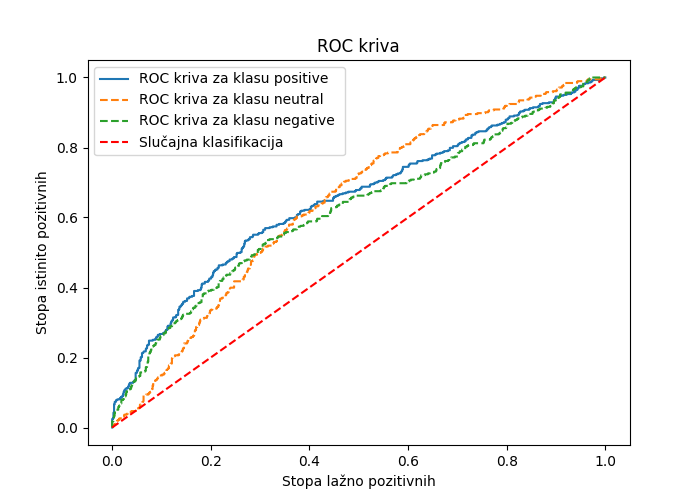 ROC kriva
ROC kriva za klasu positive
ROC kriva za klasu neutral
ROC kriva za klasu negative
Slučajna klasifikacija
Stopa istinito pozitivnih
1.0
0.8
0.6
0.4
0.2
0.0
0.0 0.2 0.4 0.6 0.8 1.0
Stopa lažno pozitivnih